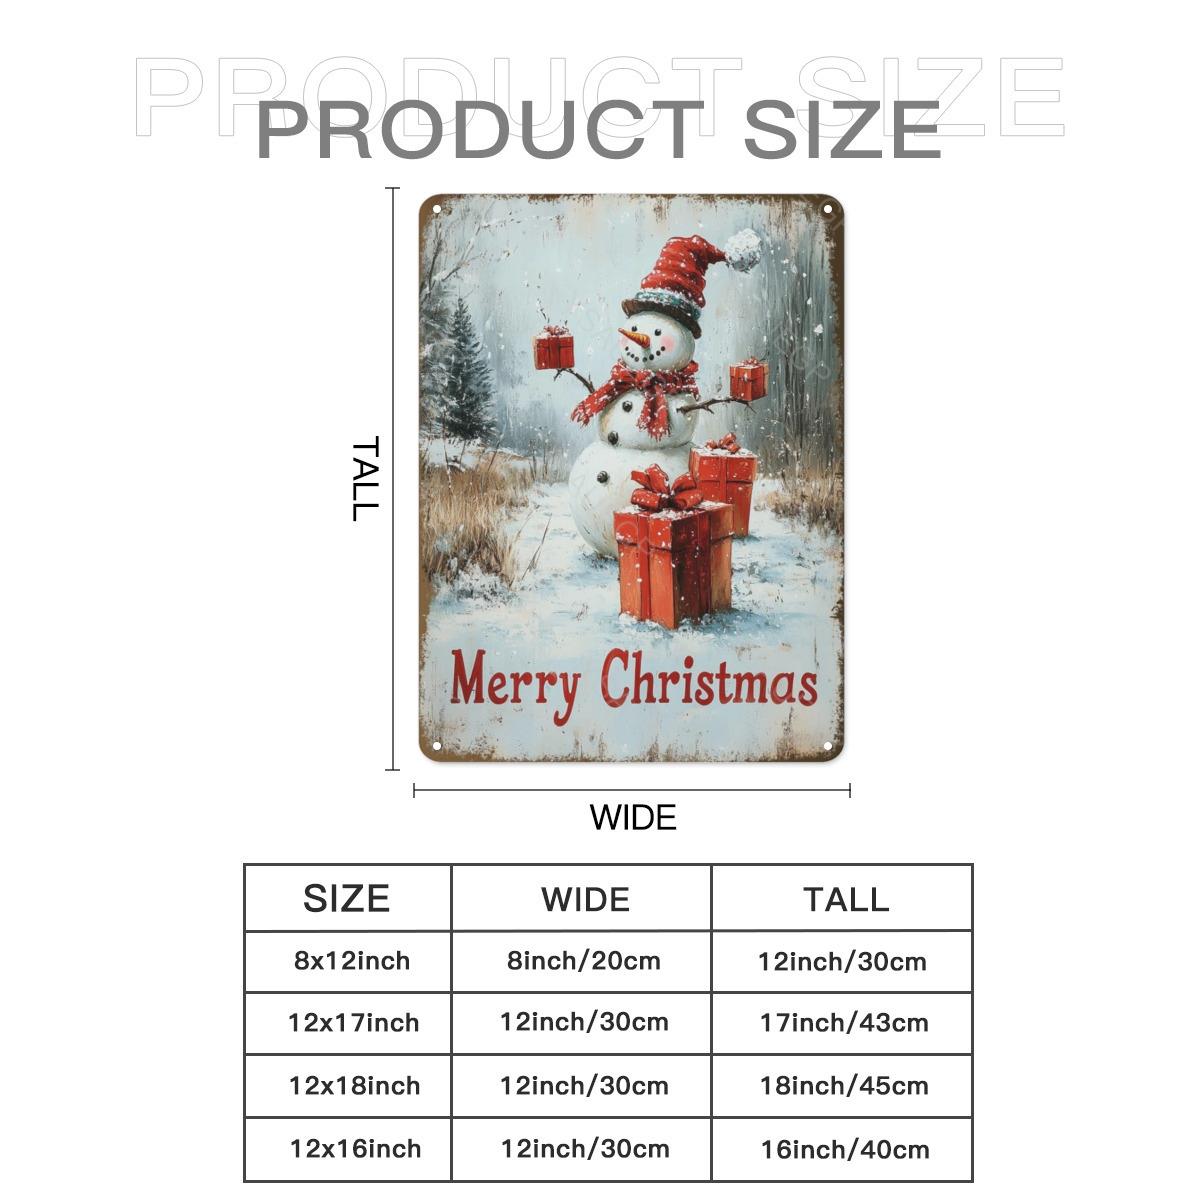 PRODUCT SIZE
PRODUCT SIZE
TALL
Merry Christmas
WIDE
SIZE WIDE TALL
8x12inch 8inch/20cm 12inch/30cm
12x17inch 12inch/30cm 17inch/43cm
12x18inch 12inch/30cm 18inch/45cm
12x16inch 12inch/30cm 16inch/40cm